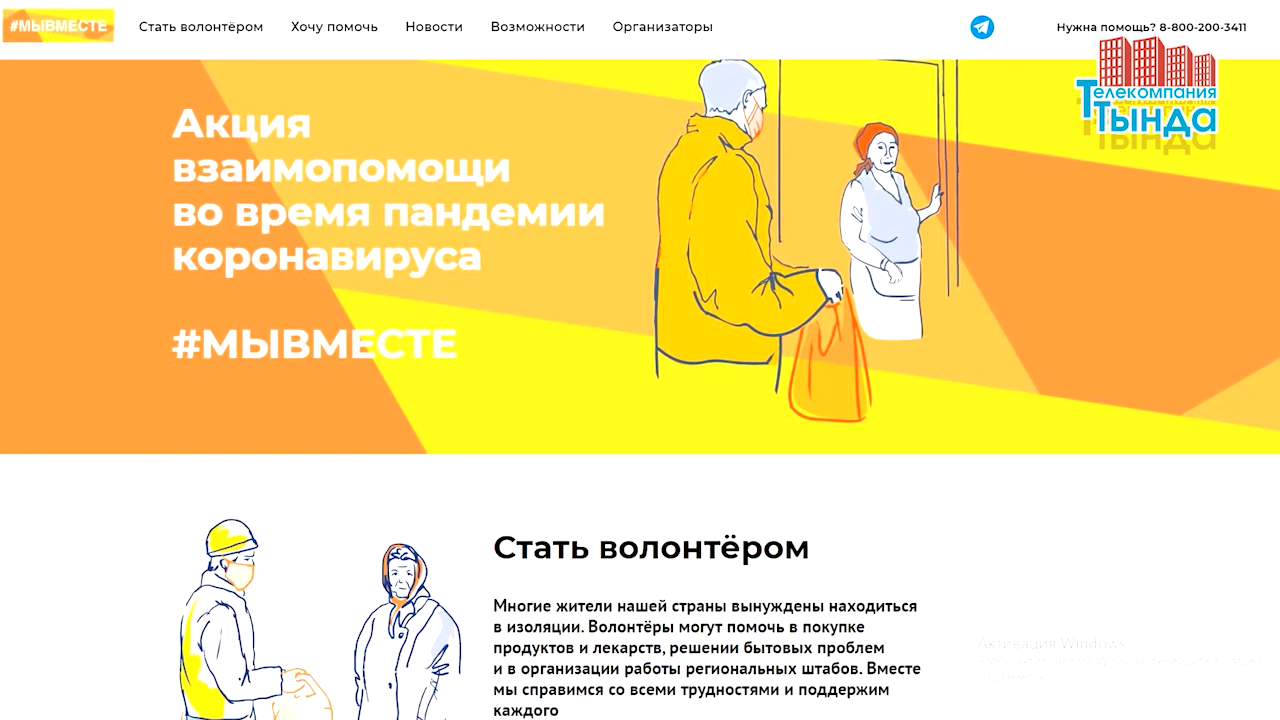 #МЫВМЕСТЕ
Стать волонтёром
Хочу помочь
Новости
Возможности
Организаторы
Нужна помощь? 8-800-200-3411
Телекомпания
Тында
Акция
взаимопомощи
во время пандемии
коронавируса
#МЫВМЕСТЕ
Стать волонтёром
Многие жители нашей страны вынуждены находиться
в изоляции. Волонтёры могут помочь в покупке
продуктов и лекарств, решении бытовых проблем
и в организации работы региональных штабов. Вместе
мы справимся со всеми трудностями и поддержим
каждого
Активация Windows